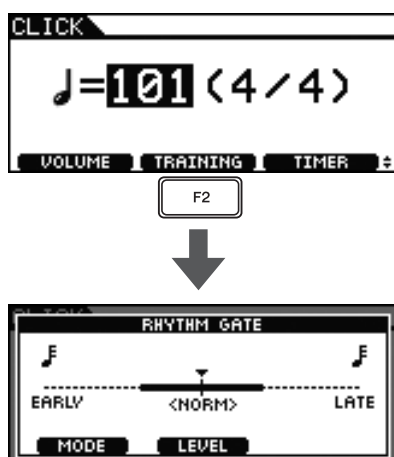 CLICK
♩=101(4/4)
VOLUME TRAINING TIMER
F2
RHYTHM GATE
EARLY <NORM> LATE
MODE LEVEL